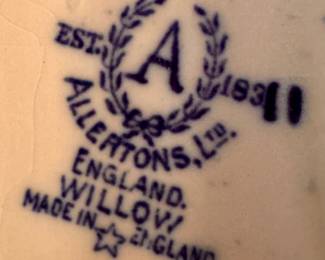 EST. A 1831
ALLERTONS, LTD.
ENGLAND.
WILLOW
MADE IN ENGLAND